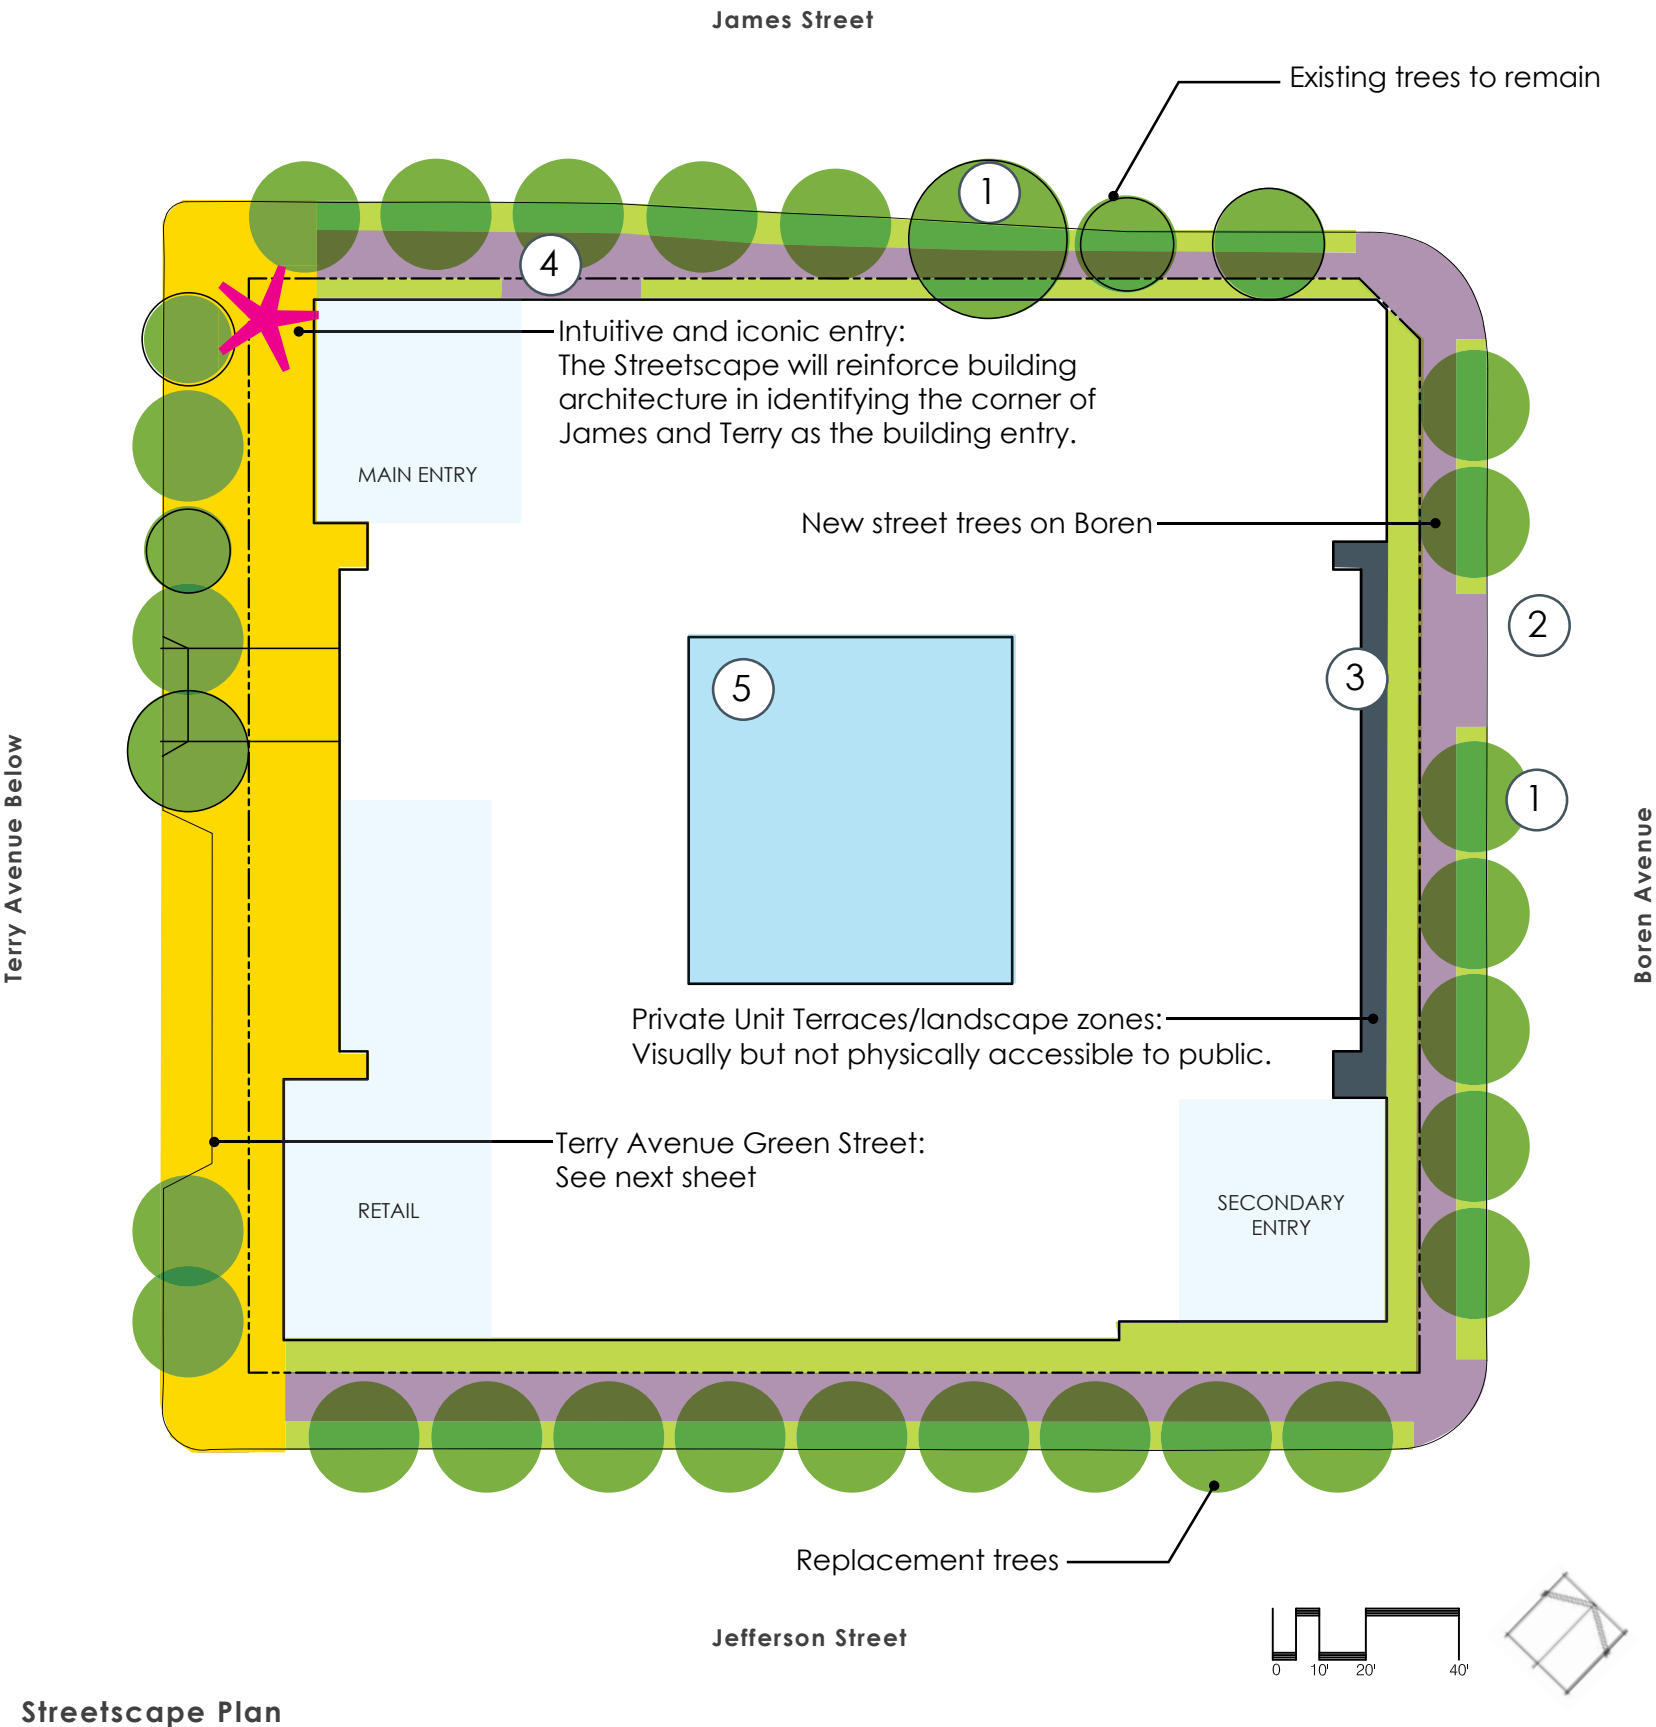 James Street
Existing trees to remain
1
4
Intuitive and iconic entry:
The Streetscape will reinforce building
architecture in identifying the corner of
James and Terry as the building entry.
MAIN ENTRY
New street trees on Boren
2
3
5
1
Terry Avenue Below
Boren Avenue
Private Unit Terraces/landscape zones:
Visually but not physically accessible to public.
Terry Avenue Green Street:
See next sheet
RETAIL
SECONDARY
ENTRY
Replacement trees
Jefferson Street
0 10' 20' 40'
Streetscape Plan